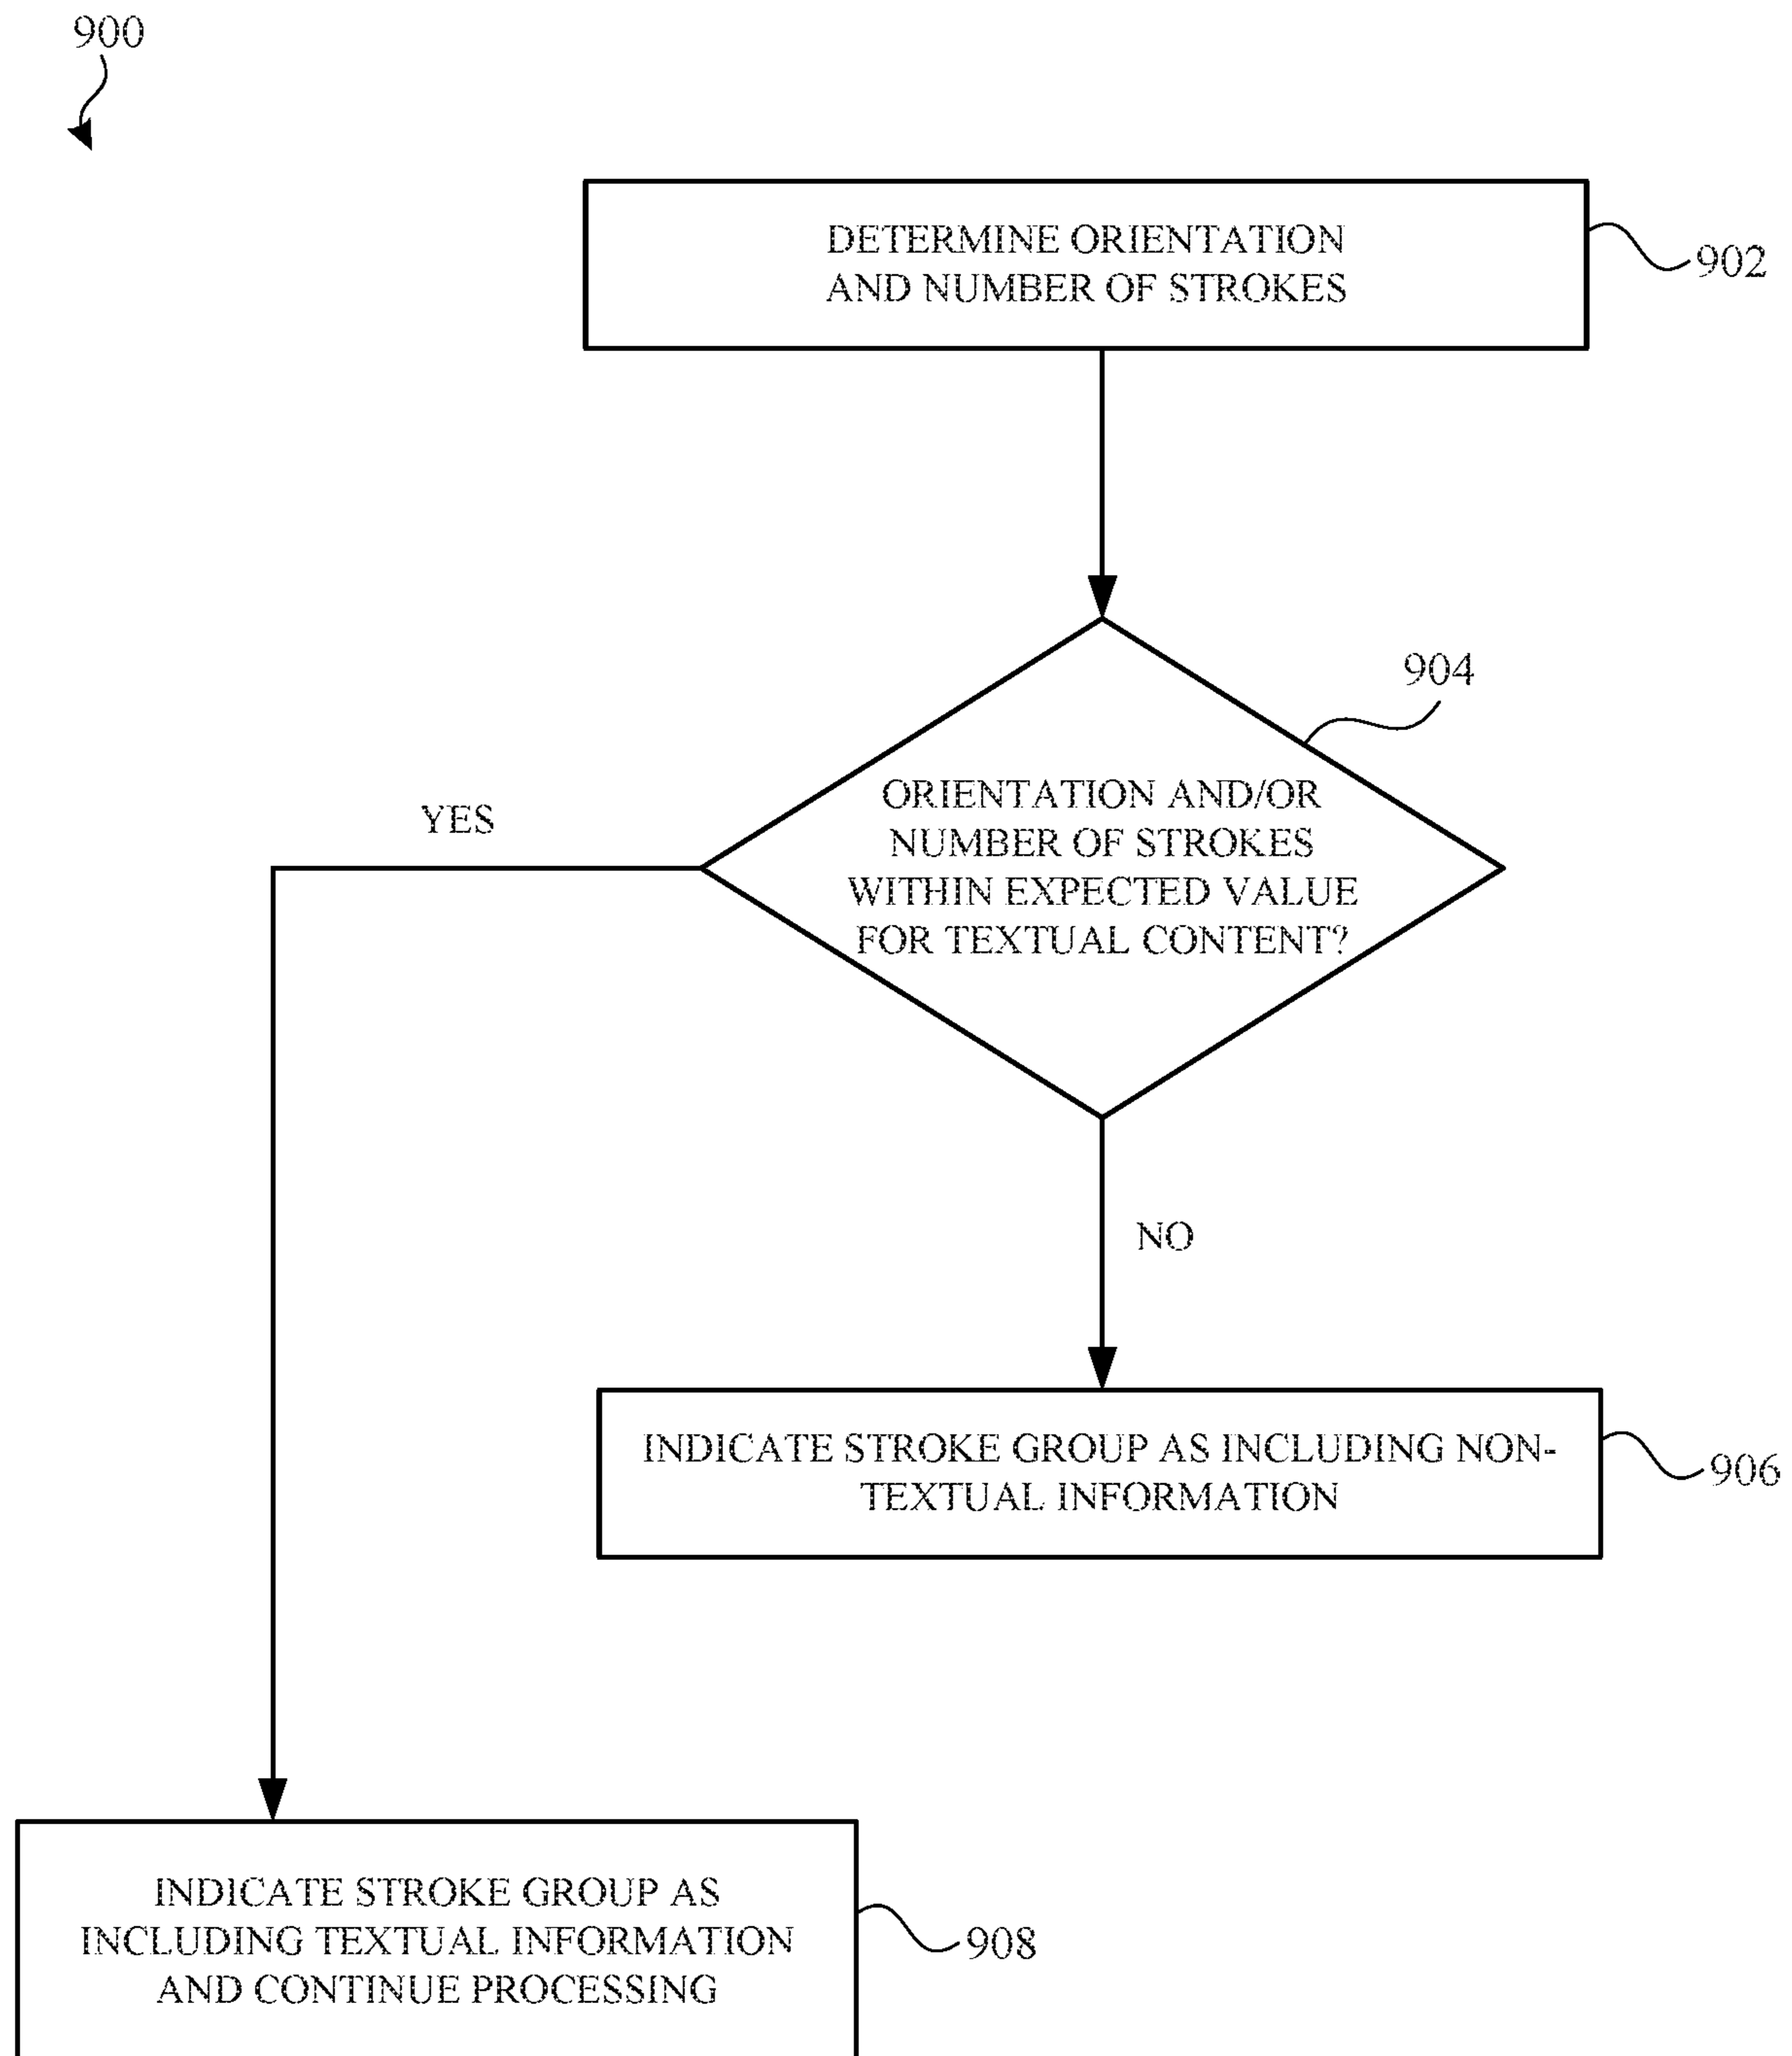 900
DETERMINE ORIENTATION
AND NUMBER OF STROKES
902
904
ORIENTATION AND/OR
NUMBER OF STROKES
WITHIN EXPECTED VALUE
FOR TEXTUAL CONTENT?
YES
NO
INDICATE STROKE GROUP AS INCLUDING NON-
TEXTUAL INFORMATION
906
INDICATE STROKE GROUP AS
INCLUDING TEXTUAL INFORMATION
AND CONTINUE PROCESSING
908